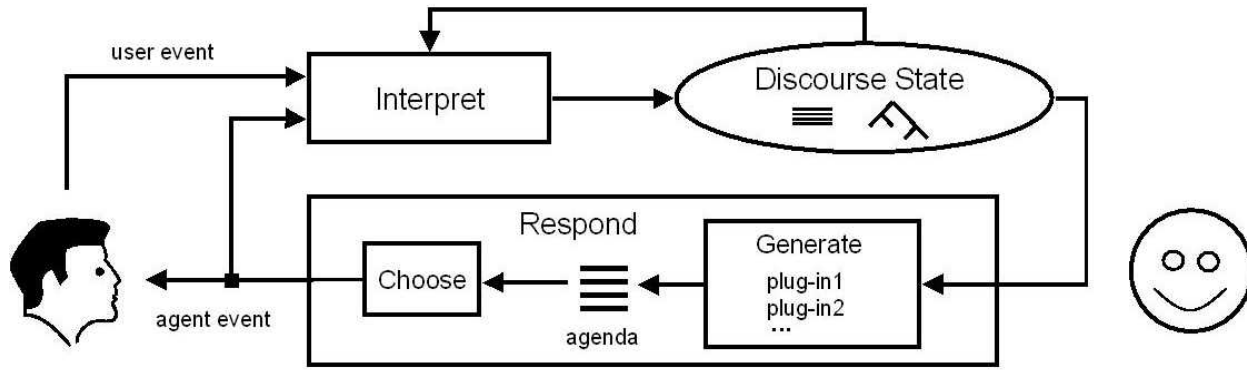 user event
Interpret
Discourse State
Respond
Generate
plug-in1
plug-in2
...
Choose
agenda
agent event